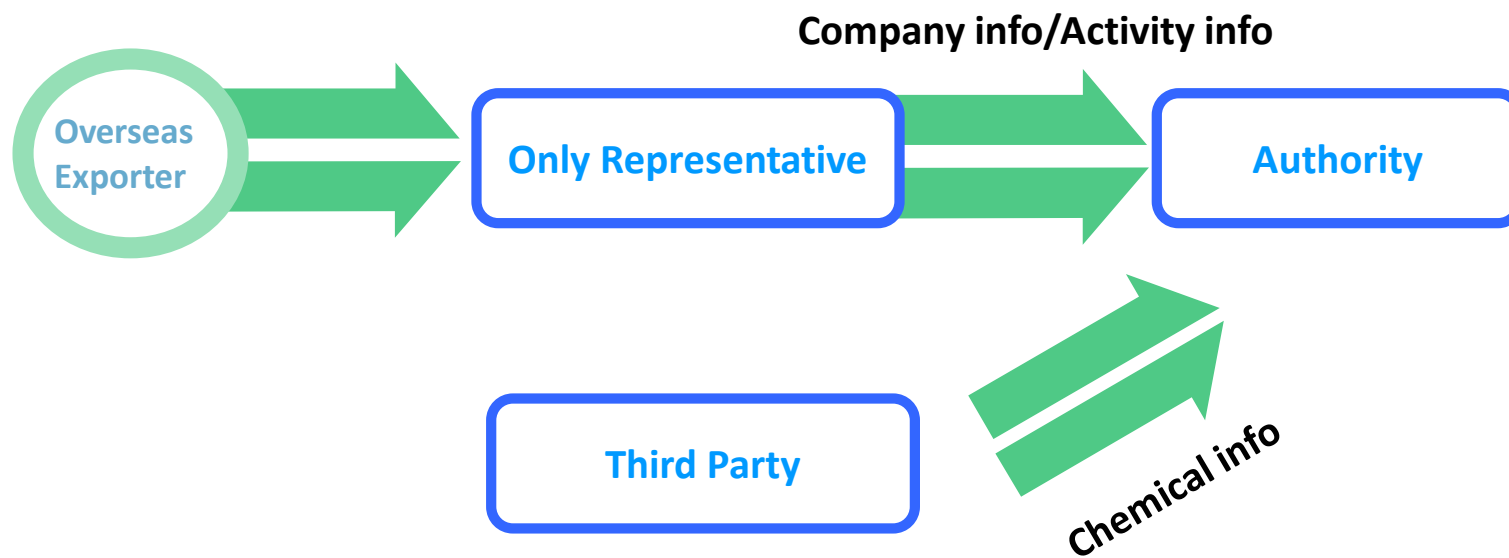 Company info/Activity info
Overseas
Exporter
Only Representative
Authority
Third Party
Chemical info